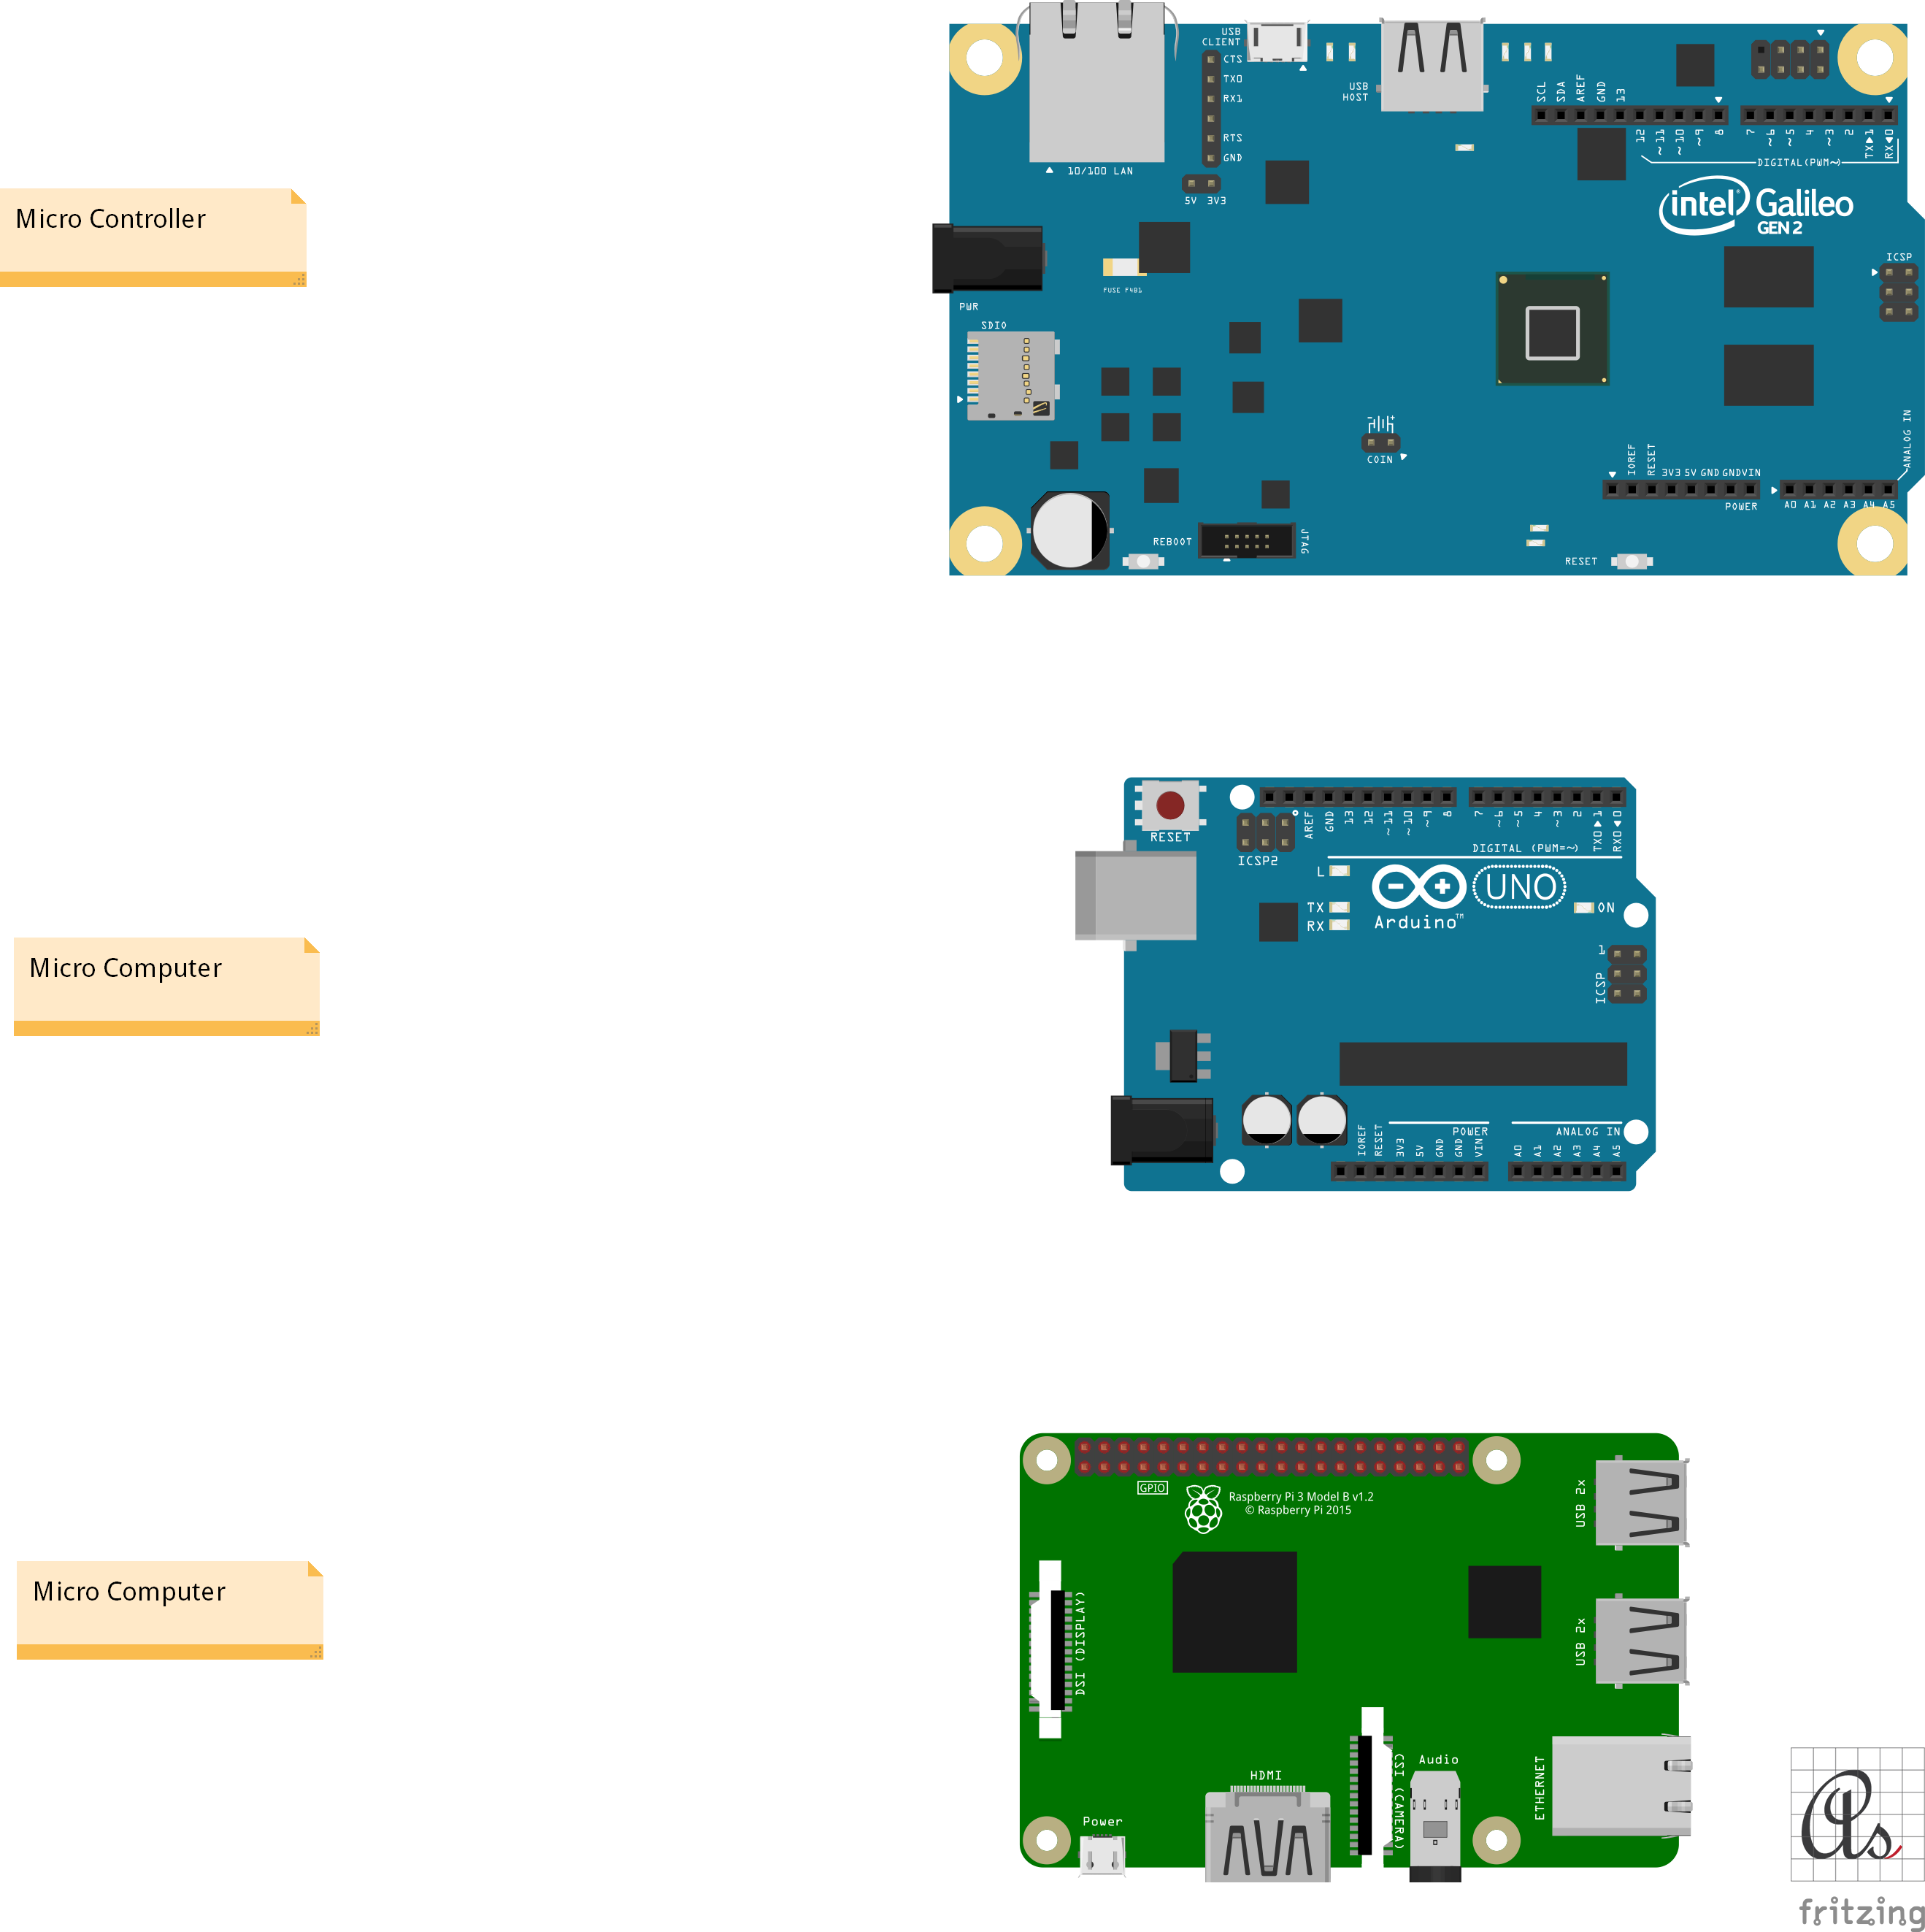 Micro Controller
USB
CLIENT
CTS
TXO
RX1
RTS
GND
5V 3V3
10/100 LAN
USB
HOST
SCL
SDA
AREF
GND
13
12
~11
~10
~9
8
7
~6
~5
4
~3
2
TX▶1
RX◀0
DIGITAL(PWM~)
intel Galileo
GEN 2
ICSP
PWR
FUSE F4B1
SDIO
COIN
IOREF
RESET
3V3 5V GND GNDVIN
POWER
ANALOG IN
A0 A1 A2 A3 A4 A5
REBOOT
JTAG
RESET
Micro Computer
RESET
ICSP2
AREF
GND
13
12
~11
~10
~9
8
7
~6
~5
4
~3
2
TXO▶1
RXO◀0
DIGITAL (PWM=~)
L
TX
RX
UNO
Arduino™
ON
1
ICSP
IOREF
RESET
3V3
5V
GND
GND
VIN
POWER
ANALOG IN
A0
A1
A2
A3
A4
A5
Micro Computer
GPIO
Raspberry Pi 3 Model B v1.2
© Raspberry Pi 2015
USB 2x
USB 2x
DSI (DISPLAY)
HDMI
CSI (CAMERA)
Audio
ETHERNET
Power
fritzing